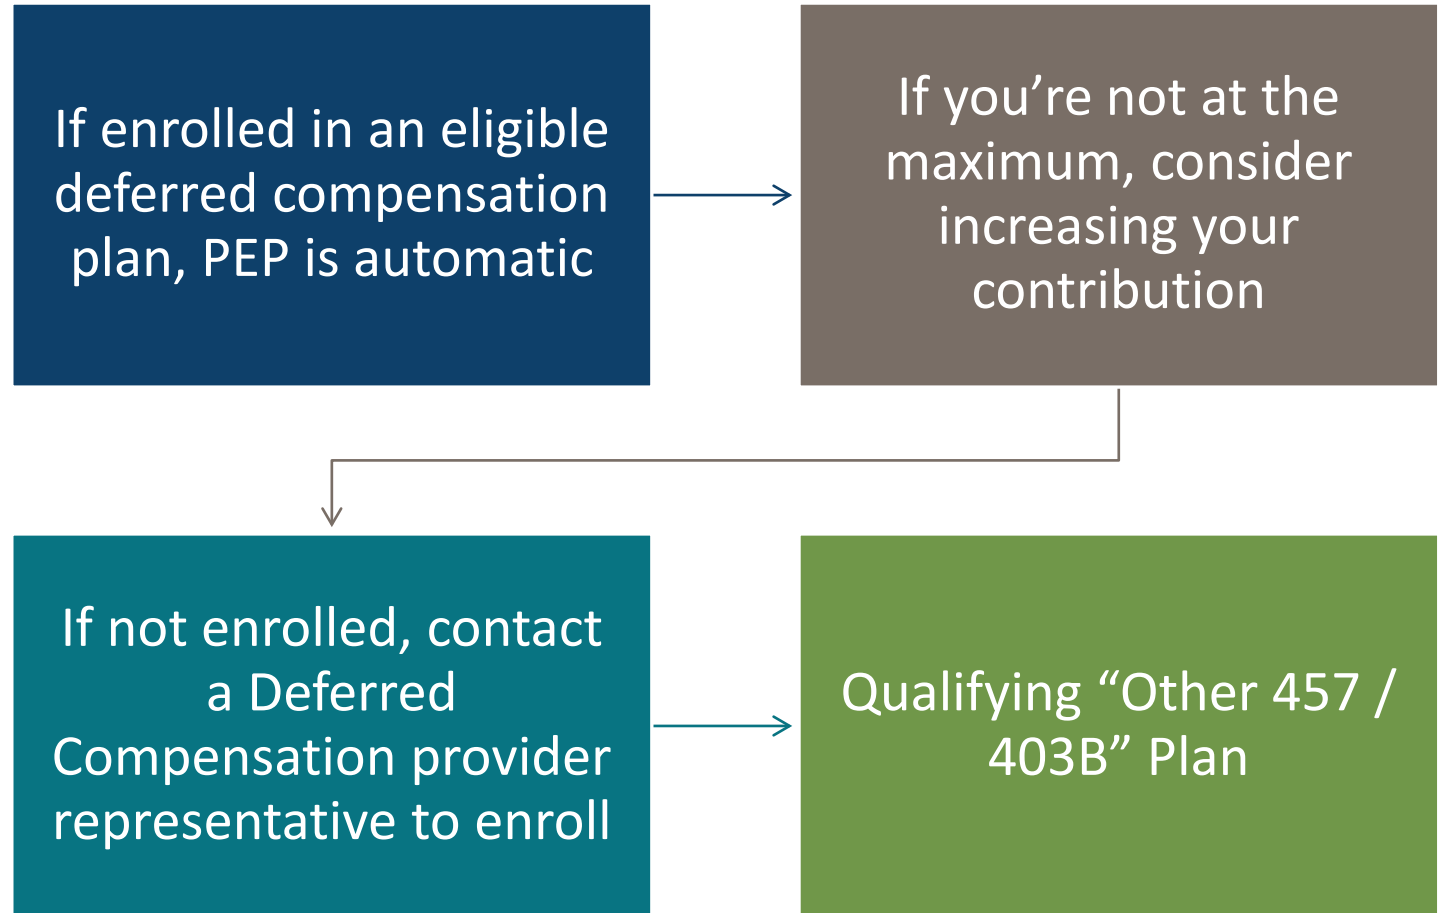 If enrolled in an eligible
deferred compensation
plan, PEP is automatic
If you’re not at the
maximum, consider
increasing your
contribution
If not enrolled, contact
a Deferred
Compensation provider
representative to enroll
Qualifying “Other 457 /
403B” Plan